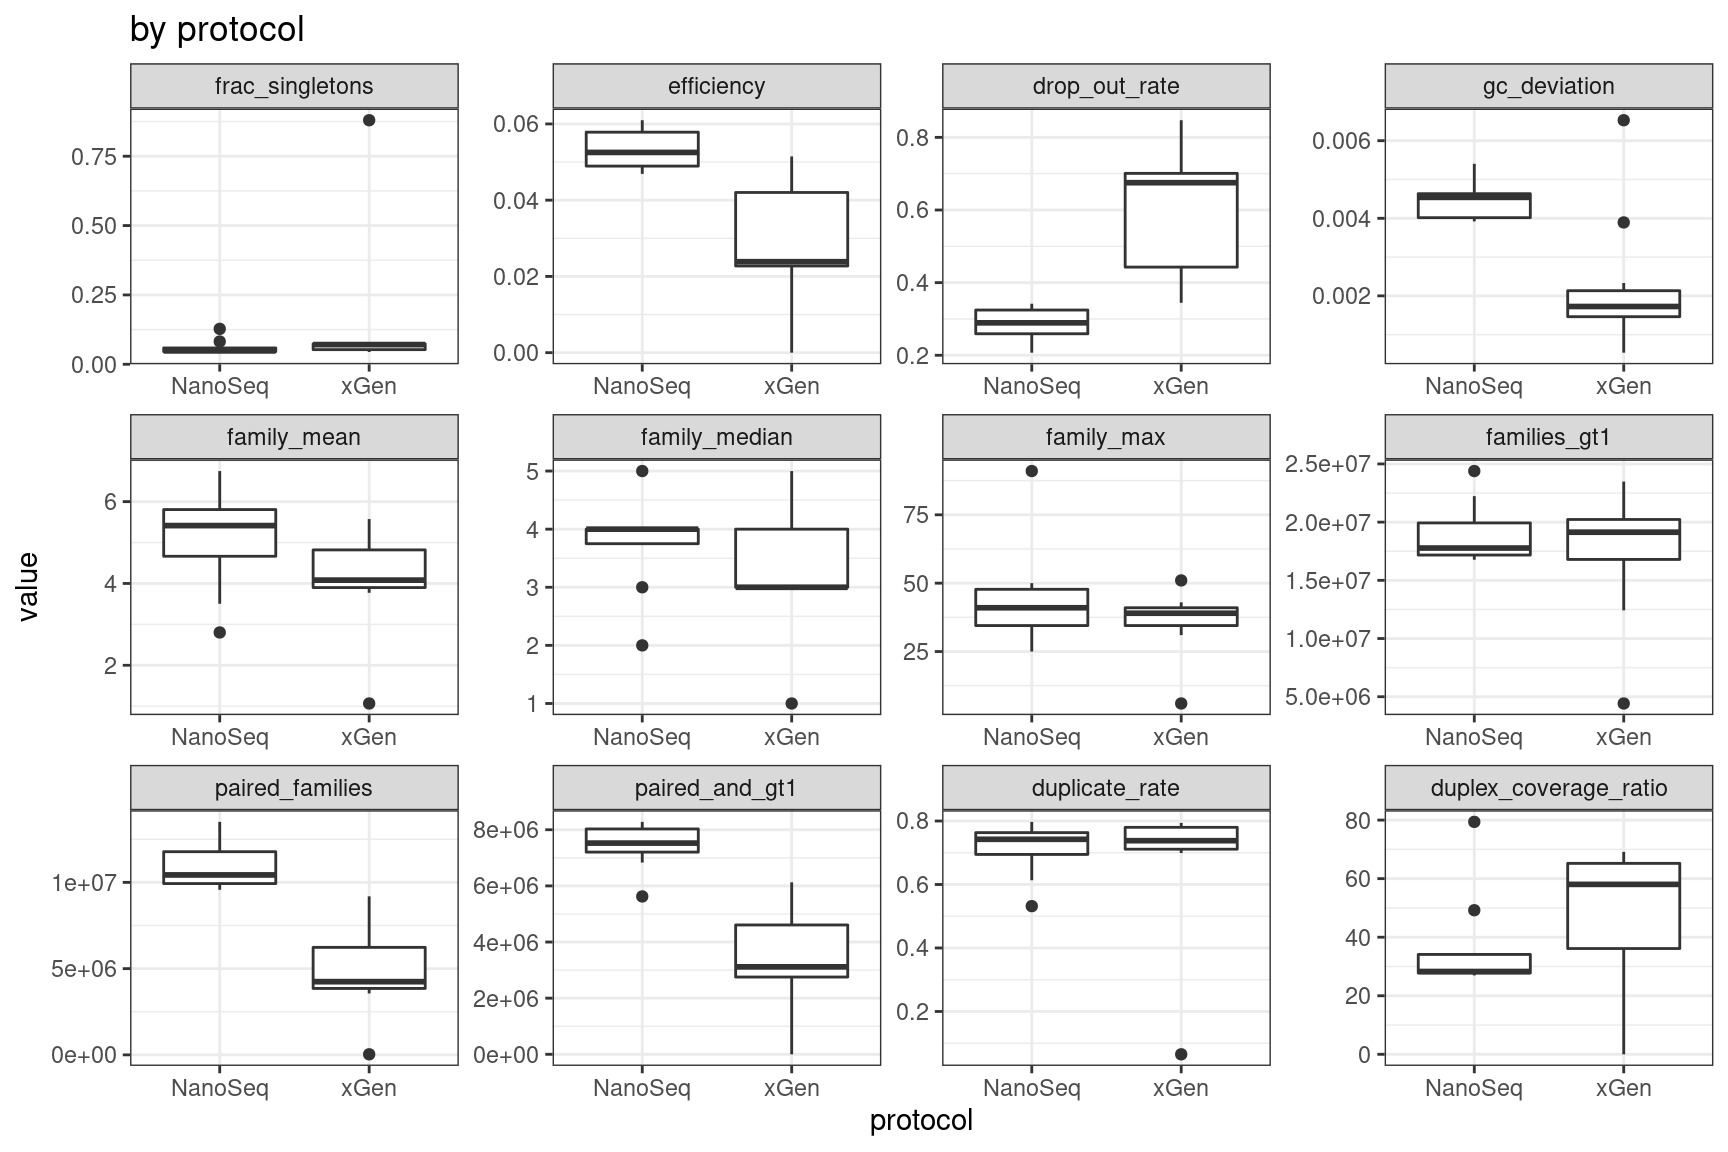 by protocol
frac_singletons efficiency drop_out_rate gc_deviation
0.75
0.50
0.25
0.00
0.06
0.04
0.02
0.00
0.8
0.6
0.4
0.2
0.006
0.004
0.002
NanoSeq xGen NanoSeq xGen NanoSeq xGen NanoSeq xGen
family_mean family_median family_max families_gt1
6
4
2
5
4
3
2
1
75
50
25
2.5e+07
2.0e+07
1.5e+07
1.0e+07
5.0e+06
NanoSeq xGen NanoSeq xGen NanoSeq xGen NanoSeq xGen
paired_families paired_and_gt1 duplicate_rate duplex_coverage_ratio
1e+07
5e+06
0e+00
8e+06
6e+06
4e+06
2e+06
0e+00
0.8
0.6
0.4
0.2
80
60
40
20
0
NanoSeq xGen NanoSeq xGen NanoSeq xGen NanoSeq xGen
value
protocol